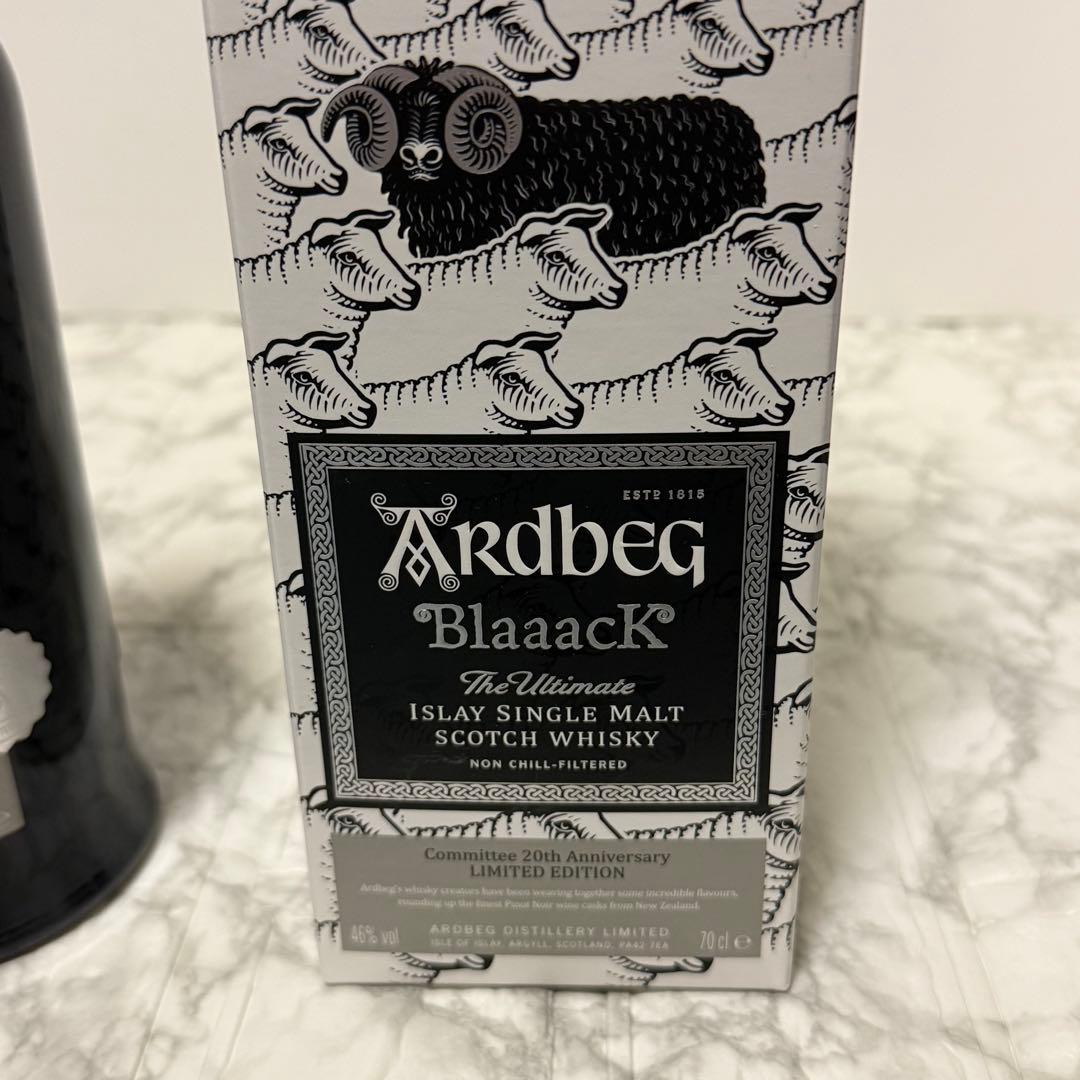 ESTD 1815
ARDBEG
BlaaacK
The Ultimate
ISLAY SINGLE MALT
SCOTCH WHISKY
NON CHILL-FILTERED
Committee 20th Anniversary
LIMITED EDITION
Ardbeg's whisky creators have been weaving together some incredible flavours,
rounding up the finest Pinot Noir wine casks from New Zealand.
46% vol
ARDBEG DISTILLERY LIMITED
ISLE OF ISLAY, ARGYLL, SCOTLAND, PA42 7EA
70 cl e